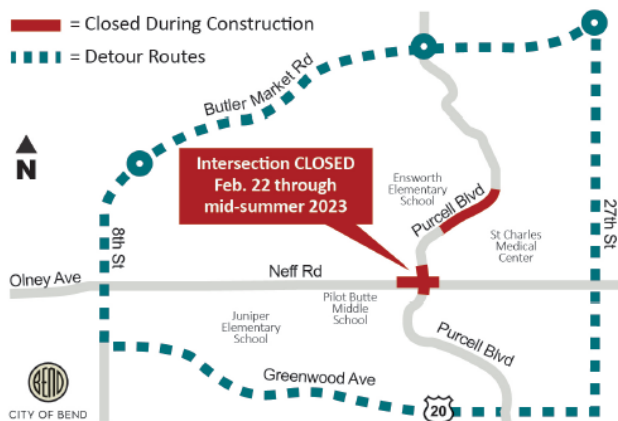 = Closed During Construction
= Detour Routes
Butler Market Rd
N
Intersection CLOSED
Feb. 22 through
mid-summer 2023
Ensworth
Elementary
School
Purcell Blvd
27th St
8th St
St Charles
Medical
Center
Olney Ave
Neff Rd
Pilot Butte
Middle
School
Juniper
Elementary
School
Purcell Blvd
Greenwood Ave
20
BEND
CITY OF BEND